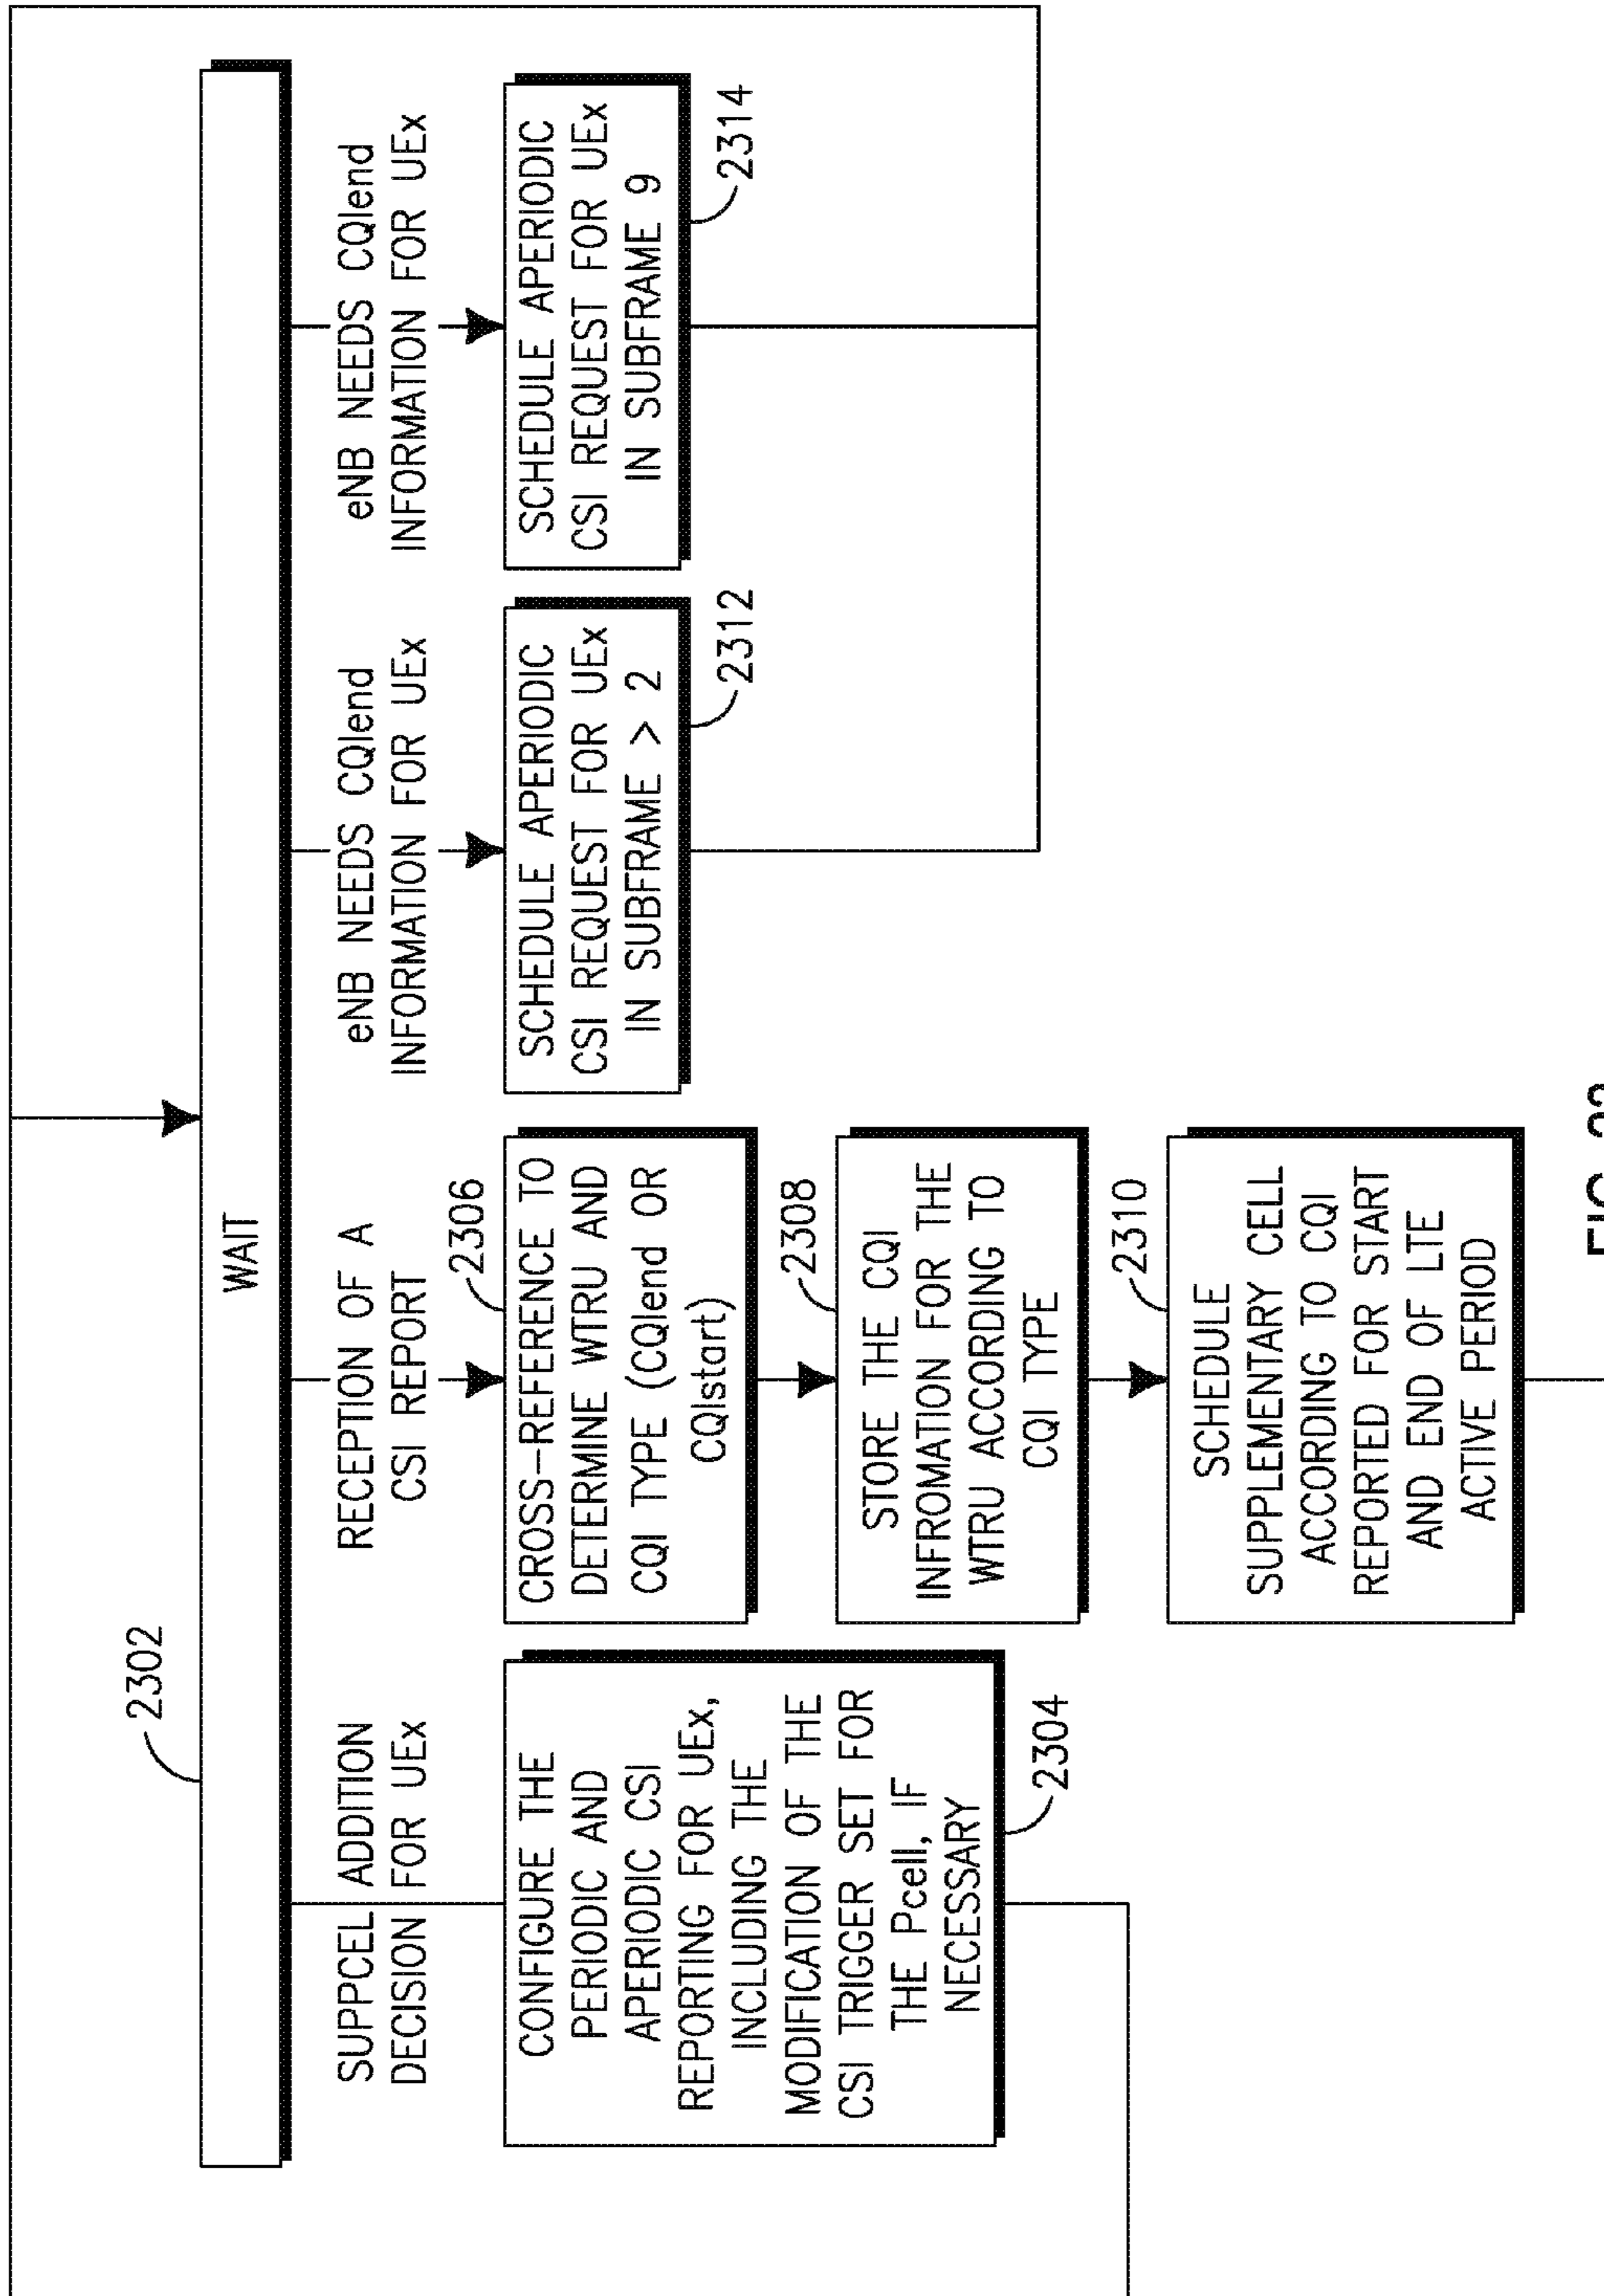 2302
WAIT
SUPPCEL ADDITION
DECISION FOR UEx
CONFIGURE THE
PERIODIC AND
APERIODIC CSI
REPORTING FOR UEx,
INCLUDING THE
MODIFICATION OF THE
CSI TRIGGER SET FOR
THE Pcell, IF
NECESSARY
2304
RECEPTION OF A
CSI REPORT
2306
CROSS-REFERENCE TO
DETERMINE WTRU AND
CQI TYPE (CQIend OR
CQIstart)
2308
STORE THE CQI
INFROMATION FOR THE
WTRU ACCORDING TO
CQI TYPE
2310
SCHEDULE
SUPPLEMENTARY CELL
ACCORDING TO CQI
REPORTED FOR START
AND END OF LTE
ACTIVE PERIOD
eNB NEEDS CQIend
INFORMATION FOR UEx
SCHEDULE APERIODIC
CSI REQUEST FOR UEx
IN SUBFRAME > 2
2312
eNB NEEDS CQIend
INFORMATION FOR UEx
SCHEDULE APERIODIC
CSI REQUEST FOR UEx
IN SUBFRAME 9
2314